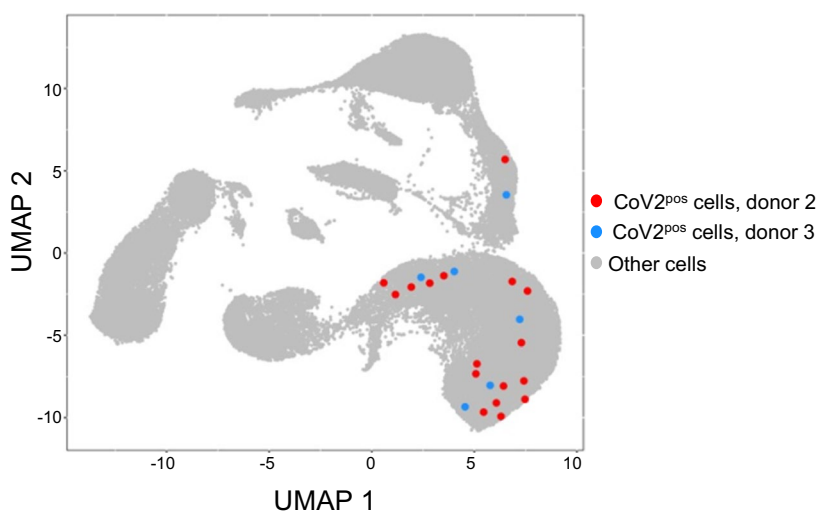 10
5
0
-5
-10
UMAP 2
-10
-5
0
5
10
UMAP 1
CoV2pos cells, donor 2
CoV2pos cells, donor 3
Other cells